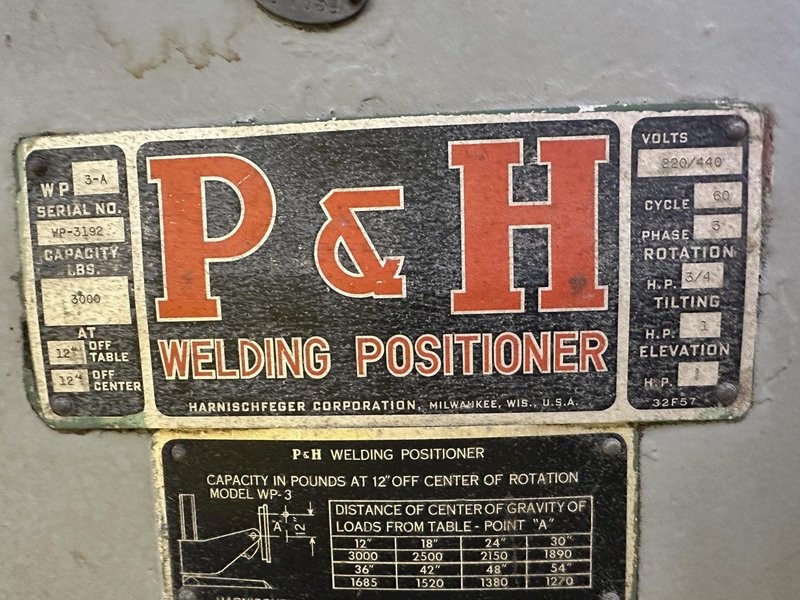 WP 3-A
SERIAL NO.
WP-3192
CAPACITY
LBS.
3000
AT
12" OFF TABLE
12" OFF CENTER
P & H
WELDING POSITIONER
HARNISCHFEGER CORPORATION, MILWAUKEE, WIS., U.S.A.
VOLTS
220/440
CYCLE 60
PHASE 3
ROTATION
H.P. 3/4
TILTING
H.P. 1
ELEVATION
H.P. 1
32F57
P&H WELDING POSITIONER
CAPACITY IN POUNDS AT 12" OFF CENTER OF ROTATION
MODEL WP-3
"A"
12"
DISTANCE OF CENTER OF GRAVITY OF
LOADS FROM TABLE - POINT "A"
12" 18" 24" 30"
3000 2500 2150 1890
36" 42" 48" 54"
1685 1520 1380 1270